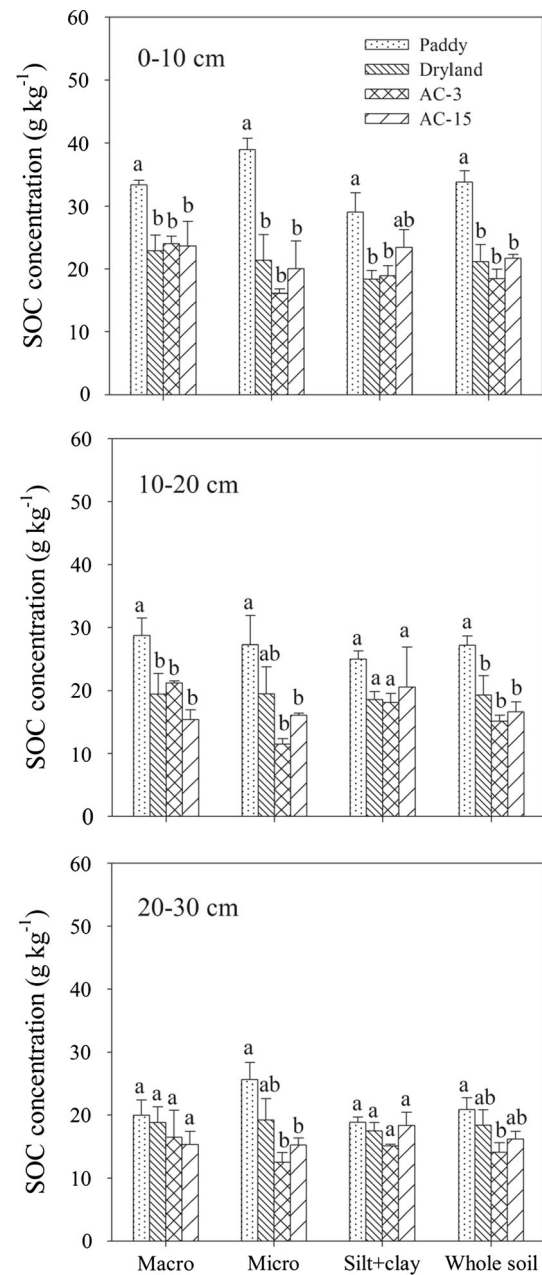 60
50
40
30
20
10
0
SOC concentration (g kg⁻¹)
0-10 cm
Paddy
Dryland
AC-3
AC-15
a b b b
a b b b
a b b ab
a b b b
60
50
40
30
20
10
0
SOC concentration (g kg⁻¹)
10-20 cm
a b b b
a ab b b
a a a a
a b b b
60
50
40
30
20
10
0
SOC concentration (g kg⁻¹)
20-30 cm
a a a a
a ab b b
a a a a
a ab b ab
Macro Micro Silt+clay Whole soil